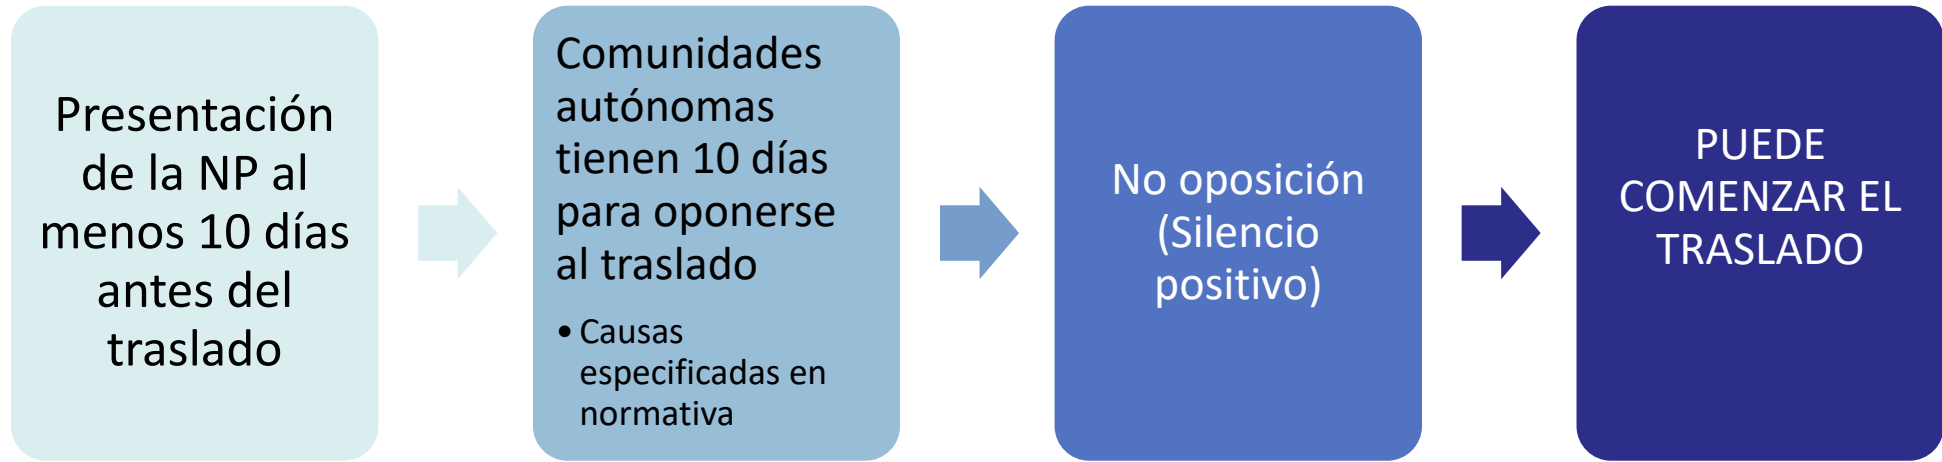 Presentación
de la NP al
menos 10 días
antes del
traslado
Comunidades
autónomas
tienen 10 días
para oponerse
al traslado
• Causas
especificadas en
normativa
No oposición
(Silencio
positivo)
PUEDE
COMENZAR EL
TRASLADO